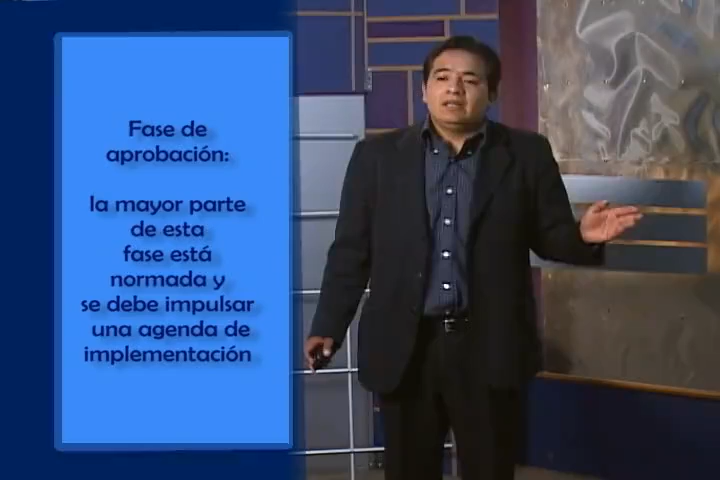 Fase de
aprobación:
la mayor parte
de esta
fase está
normada y
se debe impulsar
una agenda de
implementación